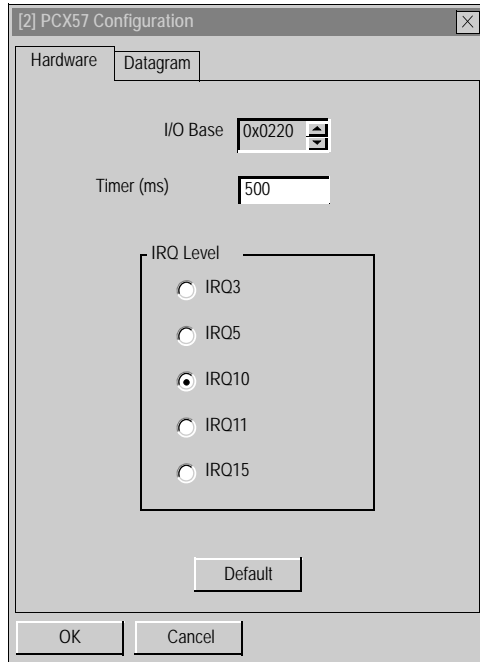 [2] PCX57 Configuration
Hardware Datagram
I/O Base 0x0220
Timer (ms) 500
IRQ Level
IRQ3
IRQ5
IRQ10
IRQ11
IRQ15
Default
OK Cancel